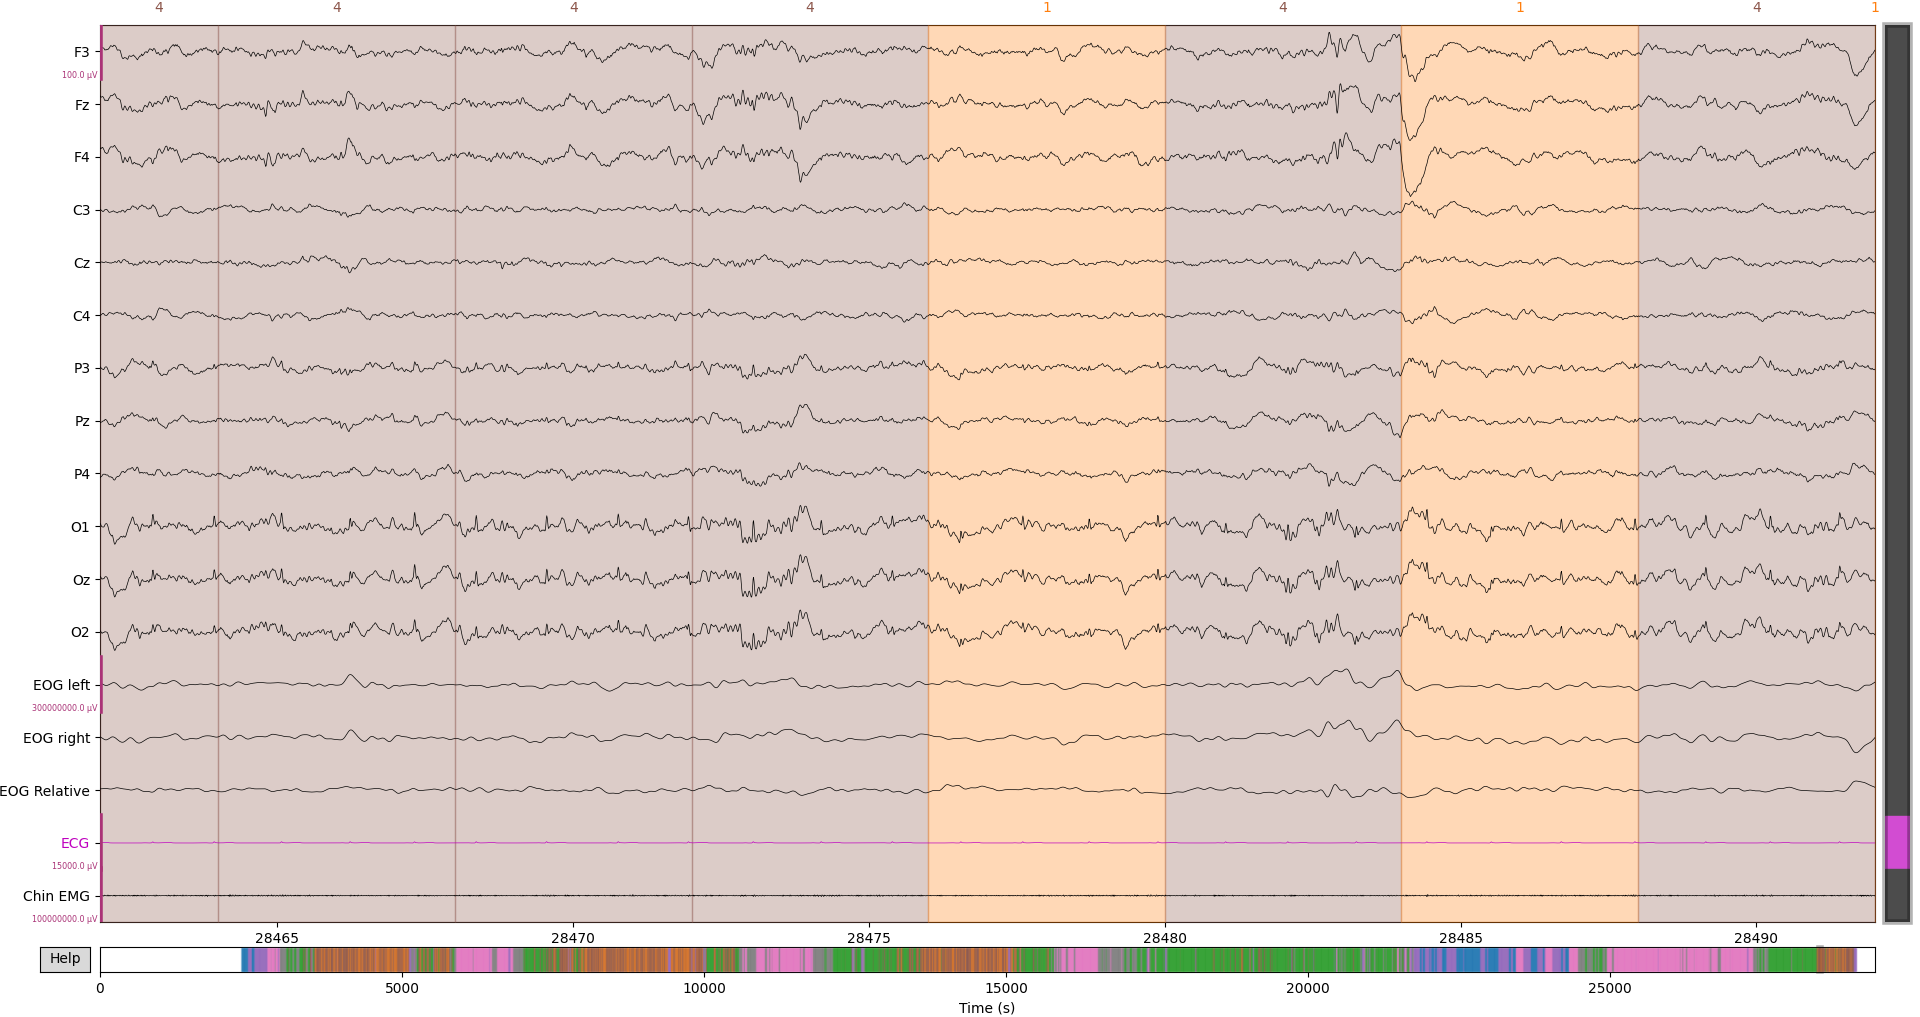 4 4 4 4 1 4 1 4 1
F3
100.0 µV
Fz
F4
C3
Cz
C4
P3
Pz
P4
O1
Oz
O2
EOG left
300000000.0 µV
EOG right
EOG Relative
ECG
15000.0 µV
Chin EMG
100000000.0 µV
28465 28470 28475 28480 28485 28490
Help
0 5000 10000 15000 20000 25000
Time (s)